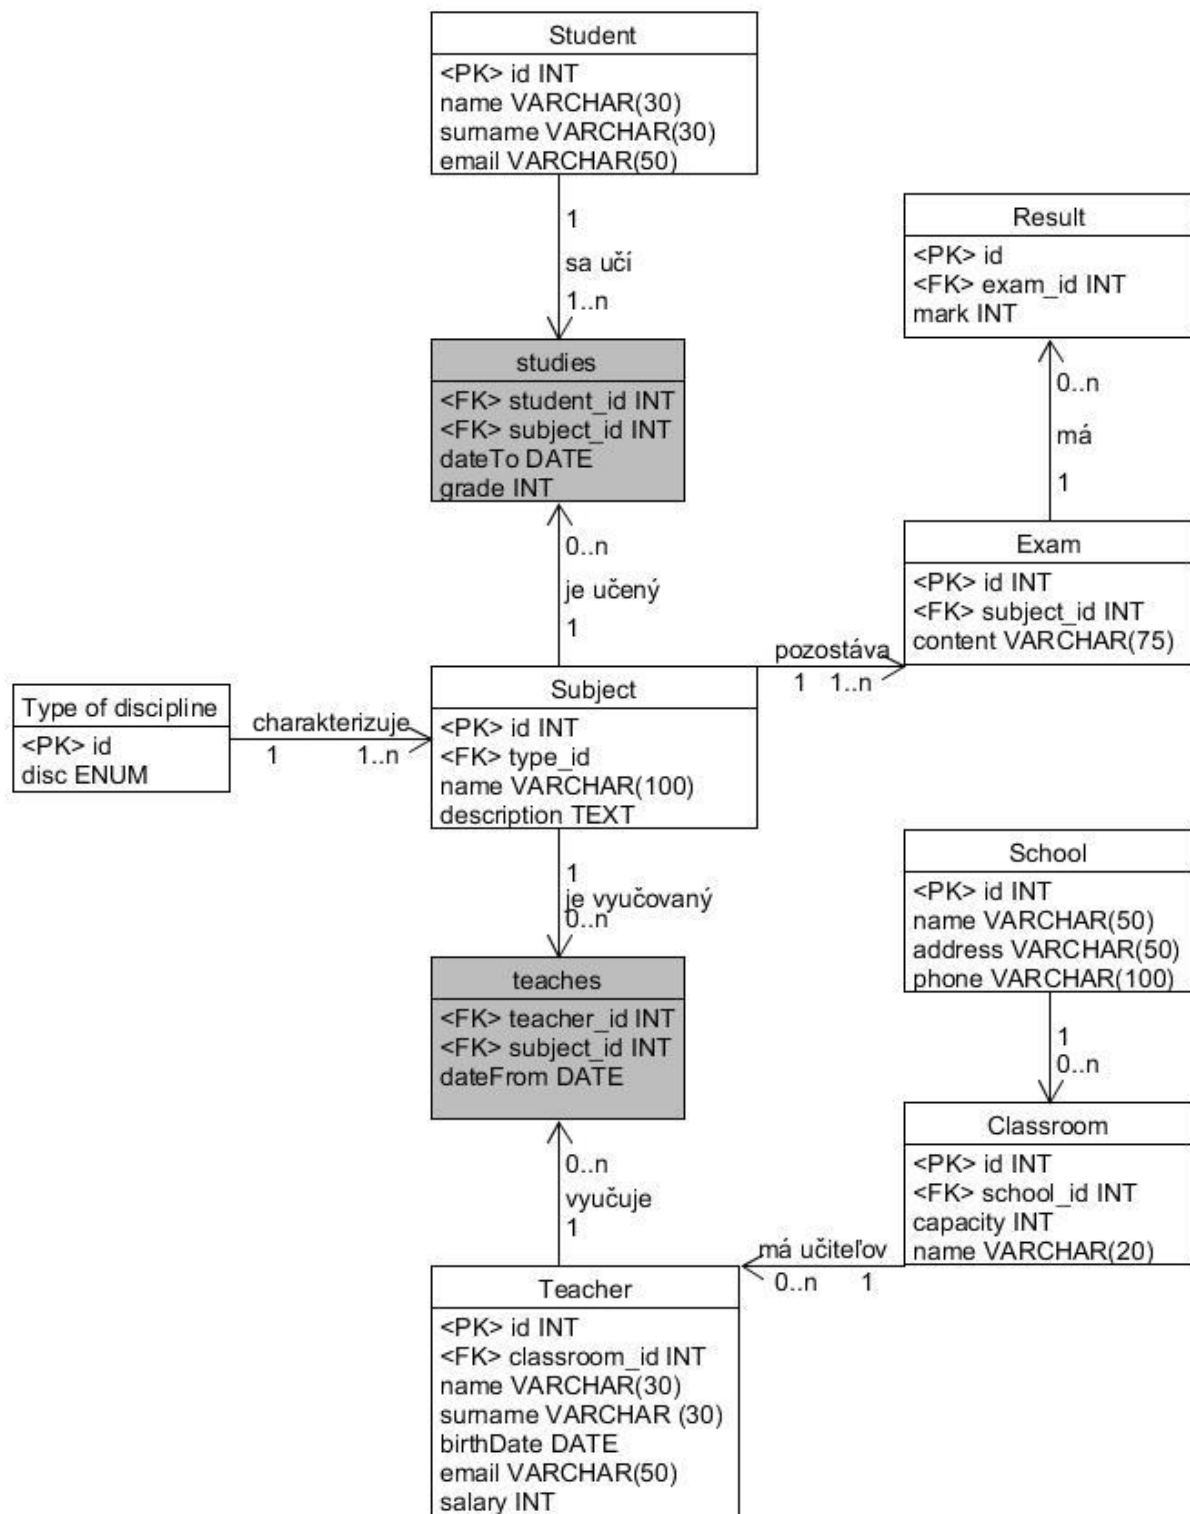 Student
<PK> id INT
name VARCHAR(30)
surname VARCHAR(30)
email VARCHAR(50)
1
sa učí
1..n
studies
<FK> student_id INT
<FK> subject_id INT
dateTo DATE
grade INT
0..n
je učený
1
Result
<PK> id
<FK> exam_id INT
mark INT
0..n
má
1
Exam
<PK> id INT
<FK> subject_id INT
content VARCHAR(75)
pozostáva
1 1..n
Type of discipline
<PK> id
disc ENUM
charakterizuje
1 1..n
Subject
<PK> id INT
<FK> type_id
name VARCHAR(100)
description TEXT
1
je vyučovaný
0..n
teaches
<FK> teacher_id INT
<FK> subject_id INT
dateFrom DATE
0..n
vyučuje
1
School
<PK> id INT
name VARCHAR(50)
address VARCHAR(50)
phone VARCHAR(100)
1
0..n
Classroom
<PK> id INT
<FK> school_id INT
capacity INT
name VARCHAR(20)
má učiteľov
0..n 1
Teacher
<PK> id INT
<FK> classroom_id INT
name VARCHAR(30)
surname VARCHAR (30)
birthDate DATE
email VARCHAR(50)
salary INT